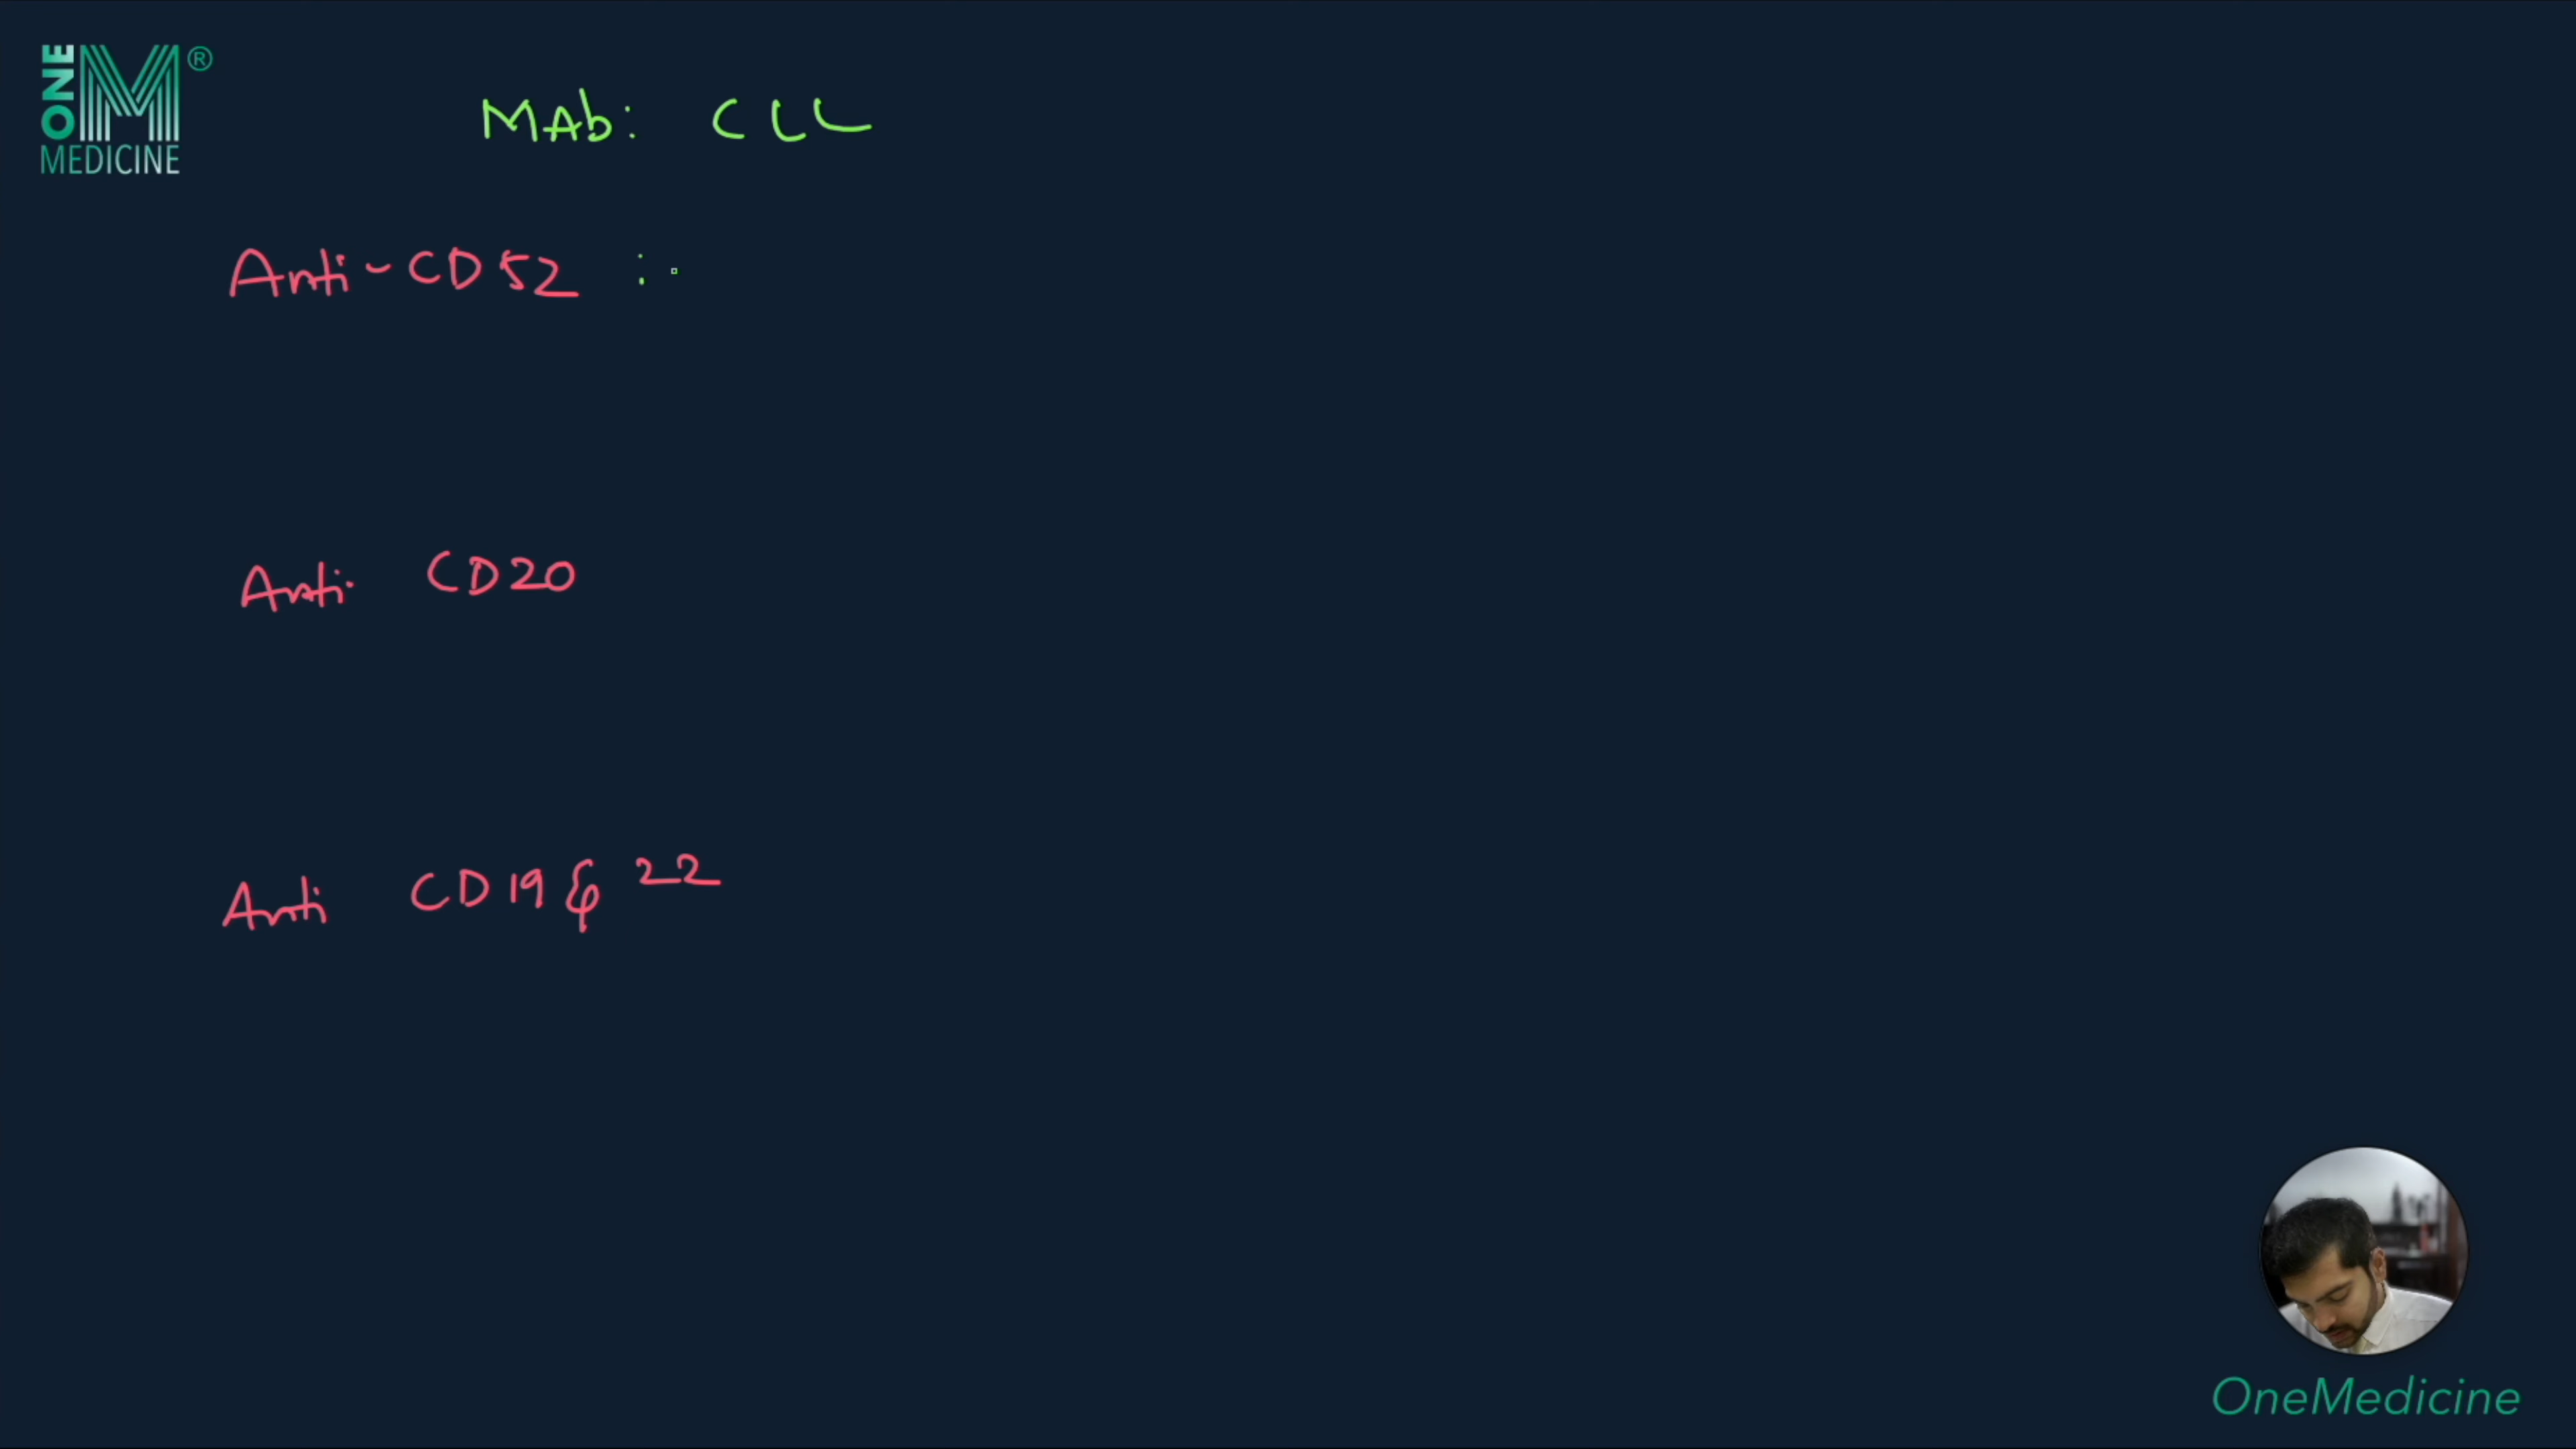 ONE M ®
MEDICINE
MAb: CLL
Anti-CD52 :
Anti. CD20
Anti CD19 & 22
OneMedicine